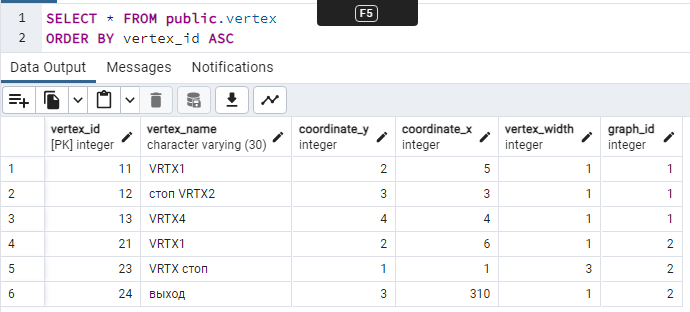 F5
1 SELECT * FROM public.vertex
2 ORDER BY vertex_id ASC
Data Output Messages Notifications
vertex_id vertex_name coordinate_y coordinate_x vertex_width graph_id
[PK] integer character varying (30) integer integer integer integer
1 11 VRTX1 2 5 1 1
2 12 стоп VRTX2 3 3 1 1
3 13 VRTX4 4 4 1 1
4 21 VRTX1 2 6 1 2
5 23 VRTX стоп 1 1 3 2
6 24 выход 3 310 1 2